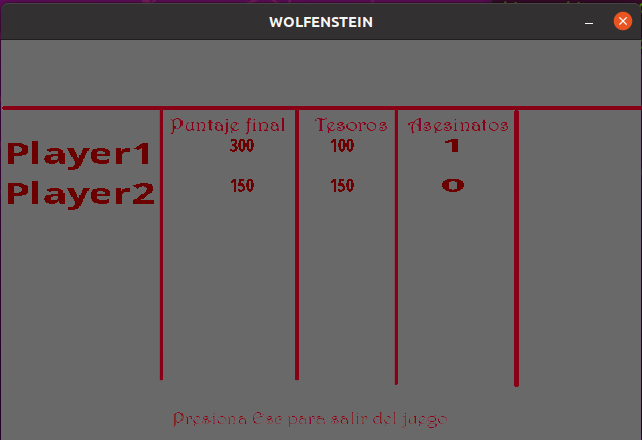 WOLFENSTEIN
Puntaje final Tesoros Asesinatos
Player1 300 100 1
Player2 150 150 0
Presiona Esc para salir del juego